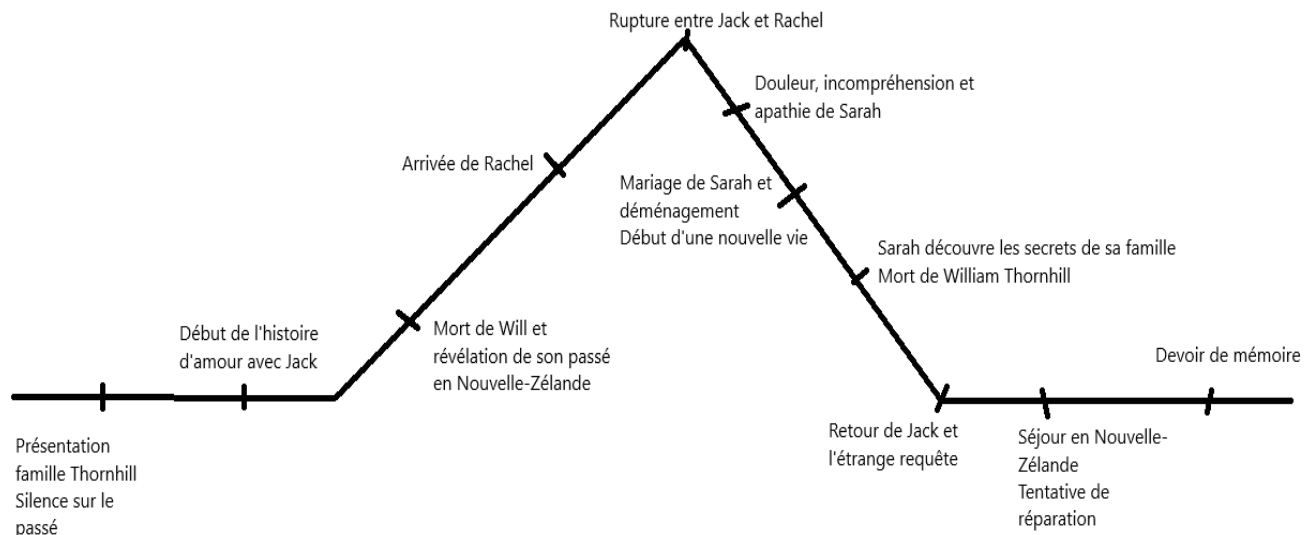 Rupture entre Jack et Rachel
Douleur, incompréhension et
apathie de Sarah
Arrivée de Rachel
Mariage de Sarah et
déménagement
Début d'une nouvelle vie
Sarah découvre les secrets de sa famille
Mort de William Thornhill
Début de l'histoire
d'amour avec Jack
Mort de Will et
révélation de son passé
en Nouvelle-Zélande
Devoir de mémoire
Présentation
famille Thornhill
Silence sur le
passé
Retour de Jack et
l'étrange requête
Séjour en Nouvelle-
Zélande
Tentative de
réparation